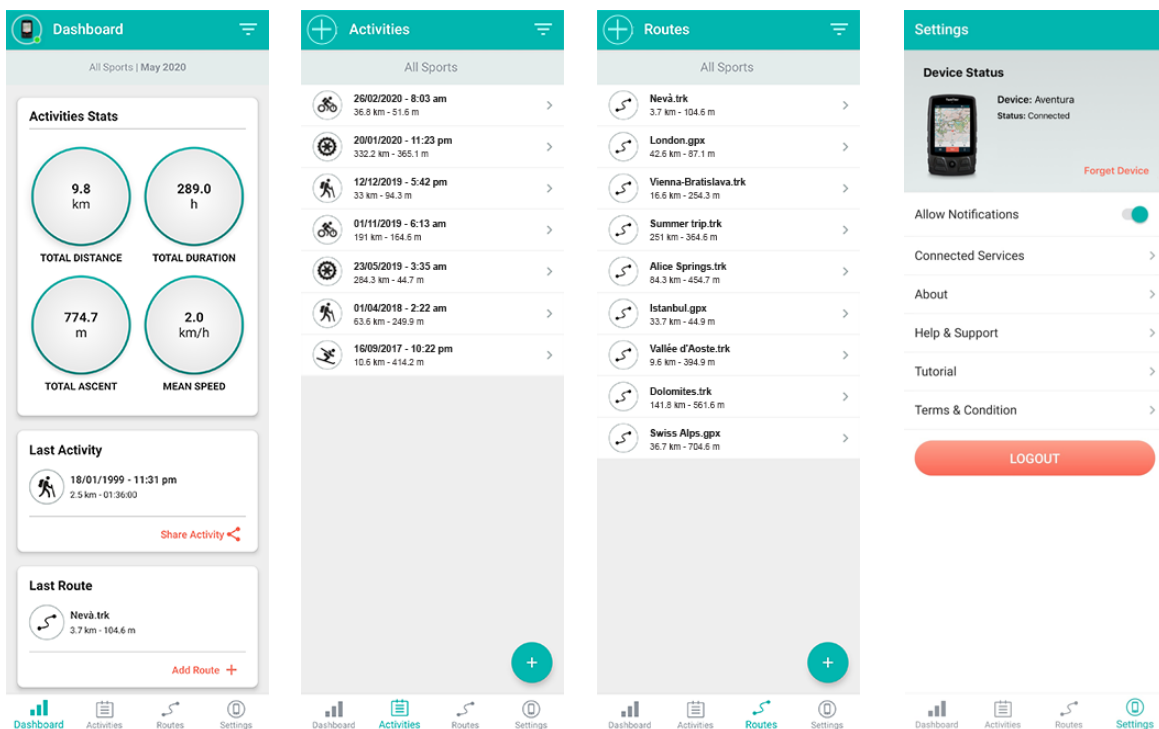 Dashboard
All Sports | May 2020
Activities Stats
9.8
km
289.0
h
TOTAL DISTANCE
TOTAL DURATION
774.7
m
2.0
km/h
TOTAL ASCENT
MEAN SPEED
Last Activity
18/01/1999 - 11:31 pm
2.5 km - 01:36:00
Share Activity
Last Route
Nevà.trk
3.7 km - 104.6 m
Add Route
Dashboard
Activities
Routes
Settings
Activities
All Sports
26/02/2020 - 8:03 am
36.8 km - 51.6 m
20/01/2020 - 11:23 pm
332.2 km - 365.1 m
12/12/2019 - 5:42 pm
33 km - 94.3 m
01/11/2019 - 6:13 am
191 km - 164.6 m
23/05/2019 - 3:35 am
284.3 km - 44.7 m
01/04/2018 - 2:22 am
63.6 km - 249.9 m
16/09/2017 - 10:22 pm
10.6 km - 414.2 m
Dashboard
Activities
Routes
Settings
Routes
All Sports
Nevà.trk
3.7 km - 104.6 m
London.gpx
42.6 km - 87.1 m
Vienna-Bratislava.trk
16.6 km - 254.3 m
Summer trip.trk
251 km - 364.6 m
Alice Springs.trk
84.3 km - 454.7 m
Istanbul.gpx
33.7 km - 44.9 m
Vallée d'Aoste.trk
9.6 km - 394.9 m
Dolomites.trk
141.8 km - 561.6 m
Swiss Alps.gpx
36.7 km - 704.6 m
Dashboard
Activities
Routes
Settings
Settings
Device Status
Device: Aventura
Status: Connected
Forget Device
Allow Notifications
Connected Services
About
Help & Support
Tutorial
Terms & Condition
LOGOUT
Dashboard
Activities
Routes
Settings